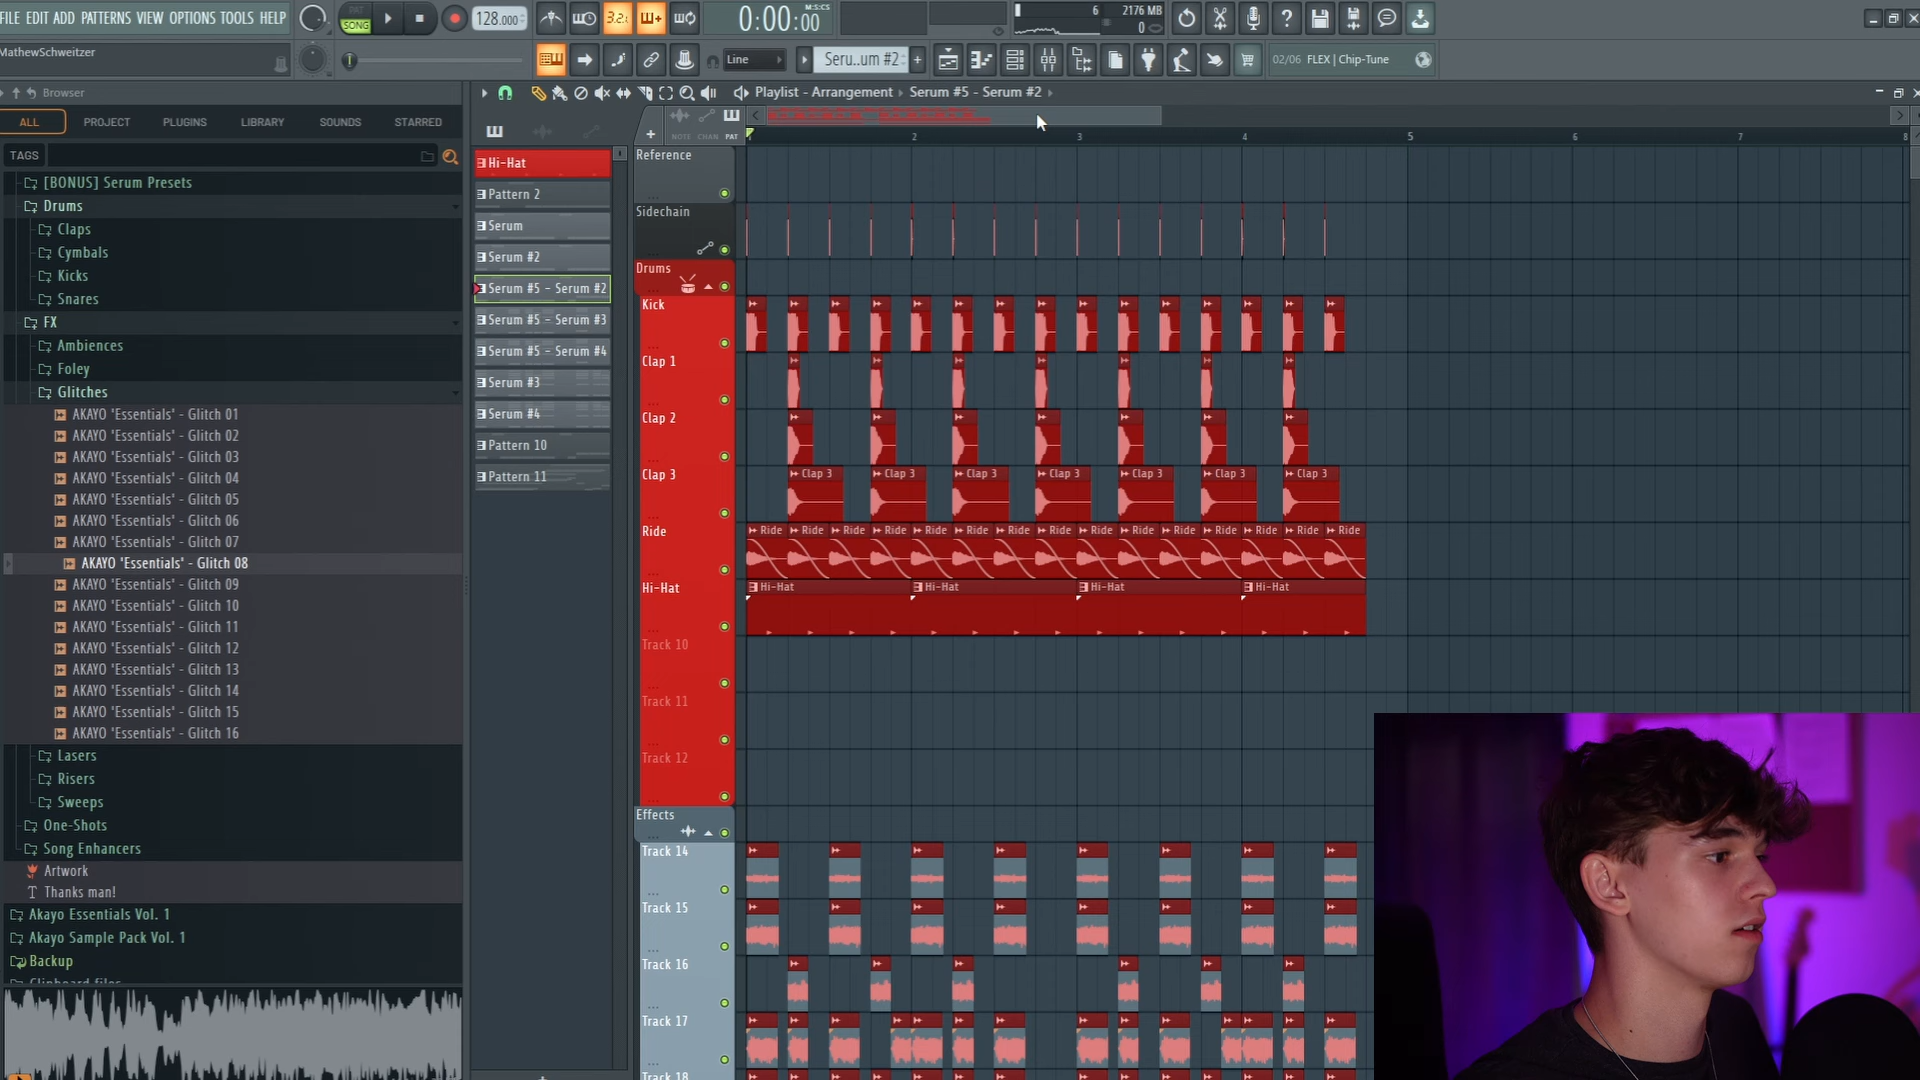 FILE EDIT ADD PATTERNS VIEW OPTIONS TOOLS HELP
PAT
SONG
128.000
3.2.
0:00:00
M:S:CS
6
2176 MB
0
MathewSchweitzer
Line
Seru..um #2
02/06 FLEX | Chip-Tune
Browser
Playlist - Arrangement › Serum #5 - Serum #2 ›
ALL
PROJECT
PLUGINS
LIBRARY
SOUNDS
STARRED
TAGS
NOTE CHAN PAT
1 2 3 4 5 6 7 8
[BONUS] Serum Presets
Drums
Claps
Cymbals
Kicks
Snares
FX
Ambiences
Foley
Glitches
AKAYO 'Essentials' - Glitch 01
AKAYO 'Essentials' - Glitch 02
AKAYO 'Essentials' - Glitch 03
AKAYO 'Essentials' - Glitch 04
AKAYO 'Essentials' - Glitch 05
AKAYO 'Essentials' - Glitch 06
AKAYO 'Essentials' - Glitch 07
AKAYO 'Essentials' - Glitch 08
AKAYO 'Essentials' - Glitch 09
AKAYO 'Essentials' - Glitch 10
AKAYO 'Essentials' - Glitch 11
AKAYO 'Essentials' - Glitch 12
AKAYO 'Essentials' - Glitch 13
AKAYO 'Essentials' - Glitch 14
AKAYO 'Essentials' - Glitch 15
AKAYO 'Essentials' - Glitch 16
Lasers
Risers
Sweeps
One-Shots
Song Enhancers
Artwork
Thanks man!
Akayo Essentials Vol. 1
Akayo Sample Pack Vol. 1
Backup
Clipboard files
Hi-Hat
Pattern 2
Serum
Serum #2
Serum #5 - Serum #2
Serum #5 - Serum #3
Serum #5 - Serum #4
Serum #3
Serum #4
Pattern 10
Pattern 11
Reference
Sidechain
Drums
Kick
Clap 1
Clap 2
Clap 3
Clap 3 Clap 3 Clap 3 Clap 3 Clap 3 Clap 3 Clap 3
Ride
Ride Ride Ride Ride Ride Ride Ride Ride Ride Ride Ride Ride Ride Ride Ride
Hi-Hat
Hi-Hat Hi-Hat Hi-Hat Hi-Hat
Track 10
Track 11
Track 12
Effects
Track 14
Track 15
Track 16
Track 17
Track 18